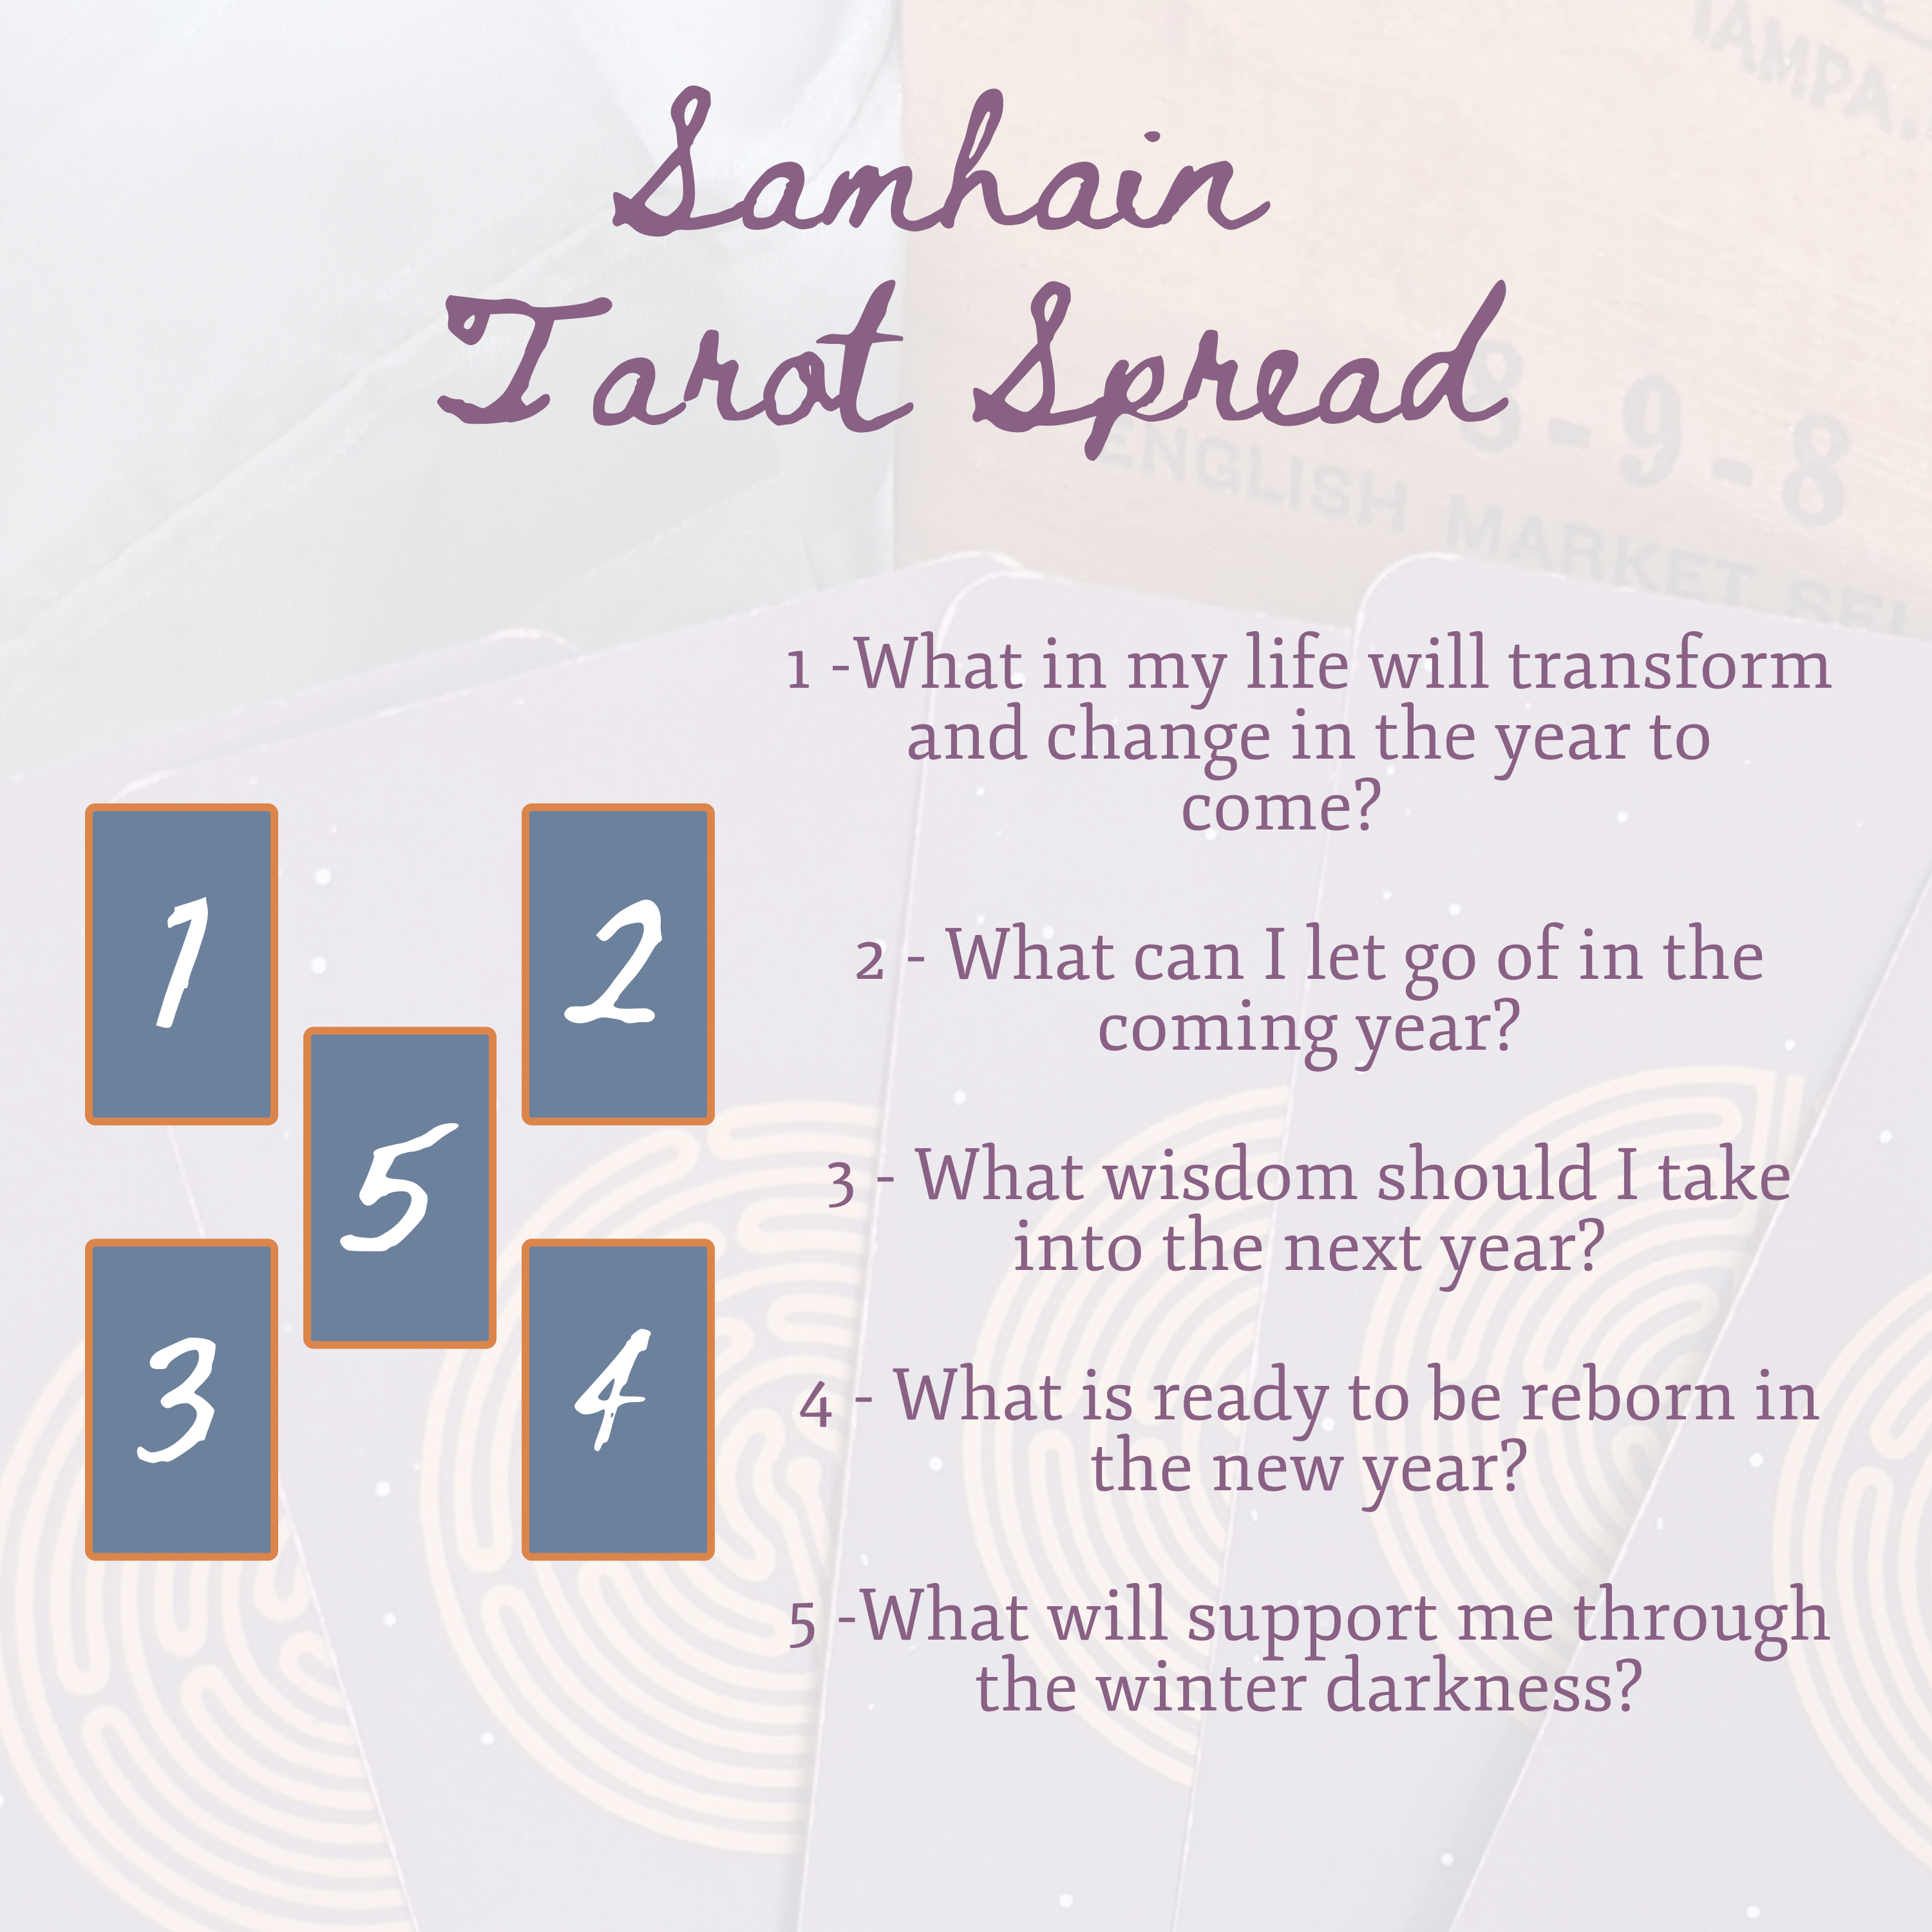 Samhain
Tarot Spread
TAMPA.
8-9-8
ENGLISH MARKET SEL
1 -What in my life will transform
and change in the year to
come?
2 - What can I let go of in the
coming year?
3 - What wisdom should I take
into the next year?
4 - What is ready to be reborn in
the new year?
5 -What will support me through
the winter darkness?
1
2
5
3
4